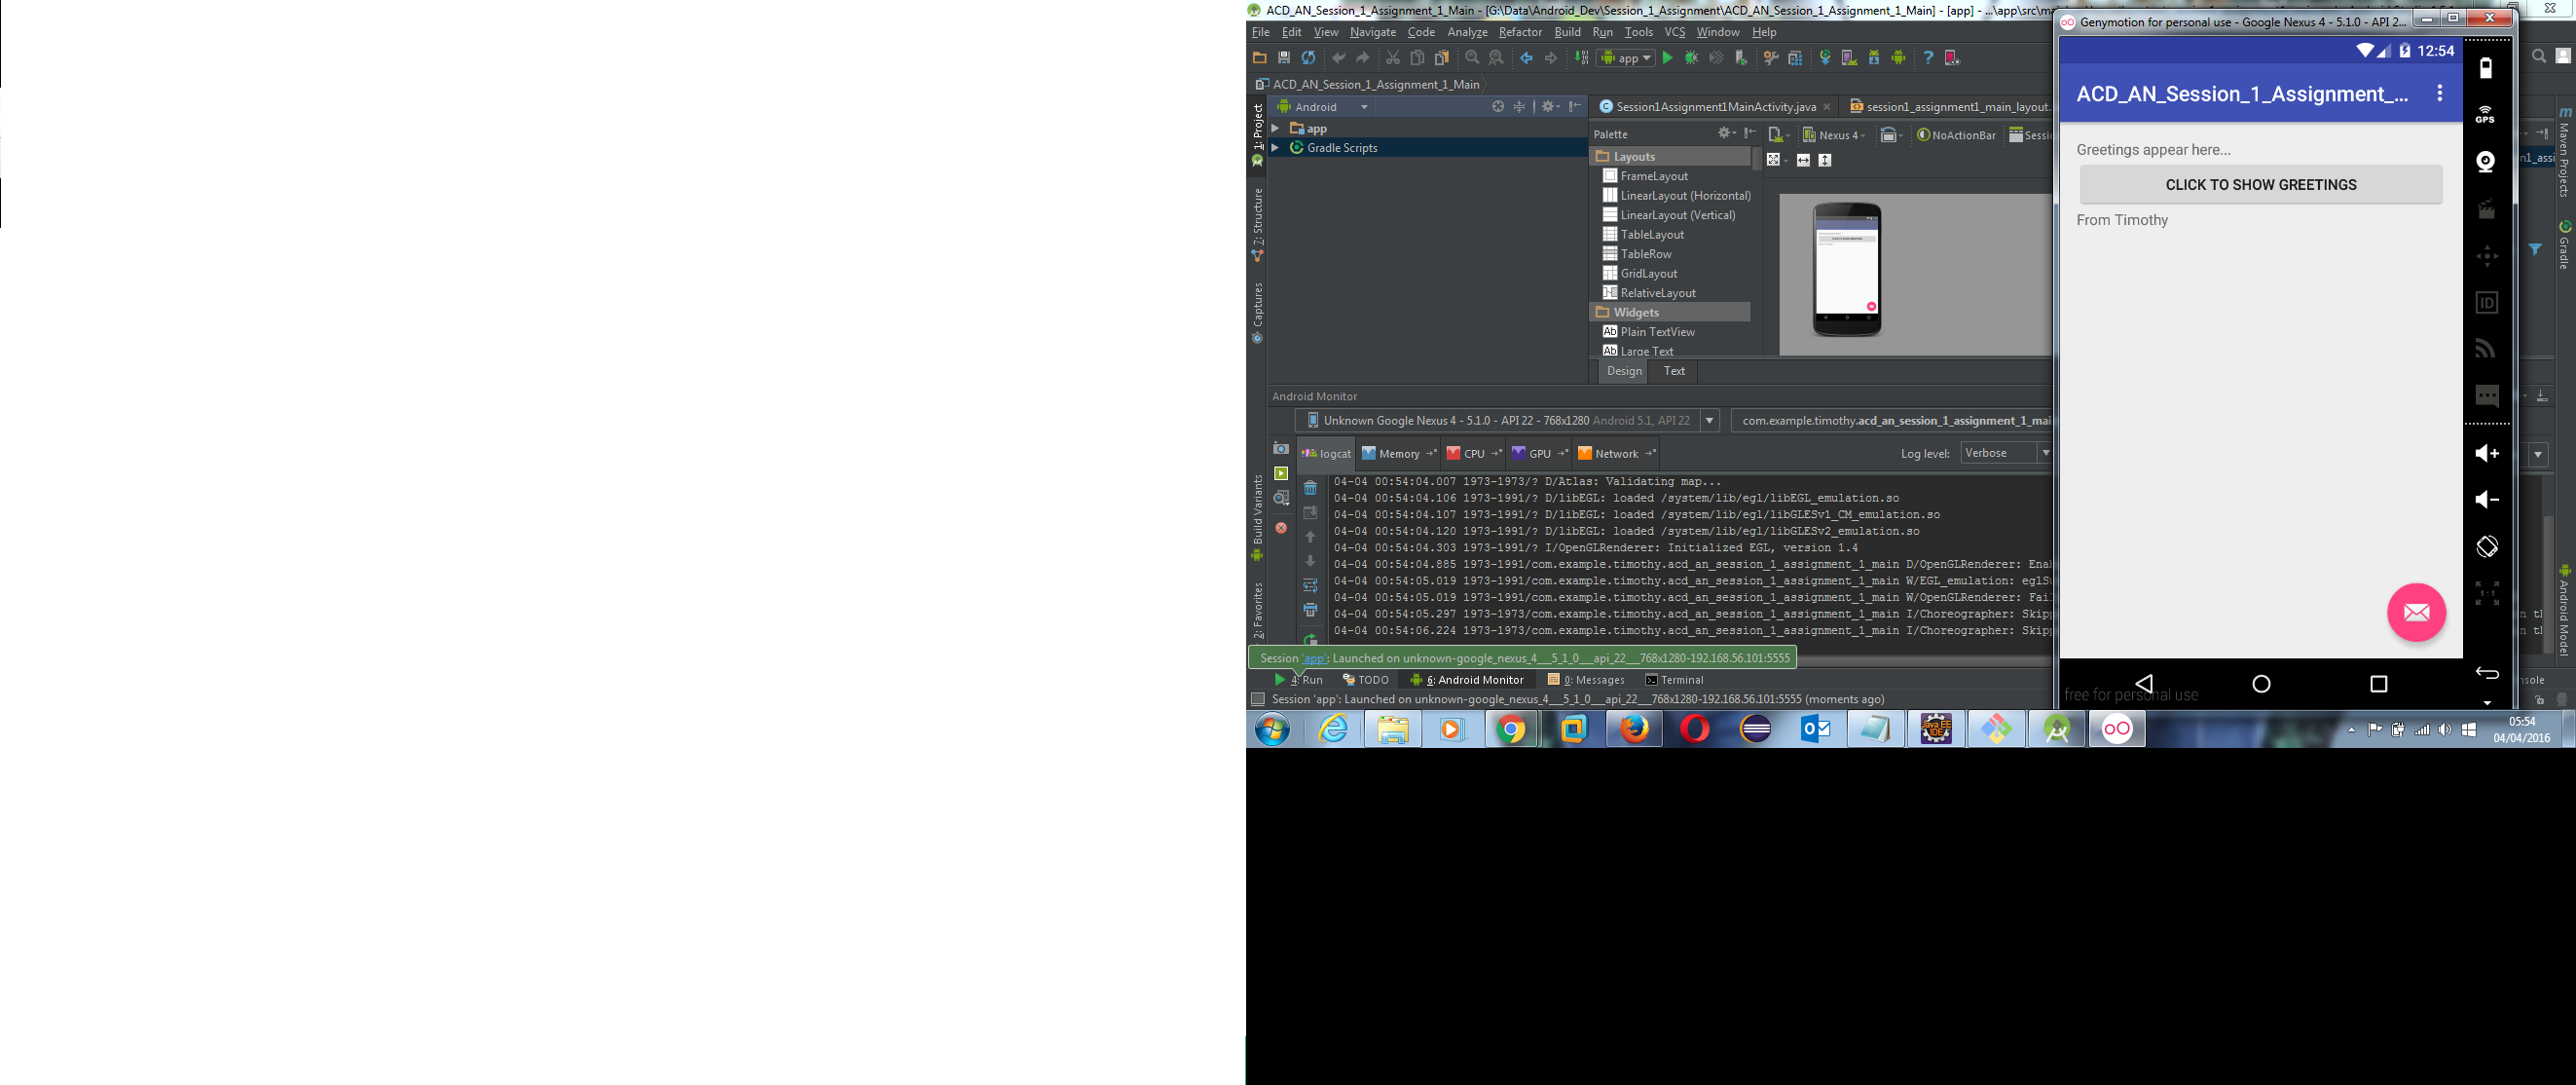 ACD_AN_Session_1_Assignment_1_Main - [G:\Data\Android_Dev\Session_1_Assignment\ACD_AN_Session_1_Assignment_1_Main] - [app] - ...\app\src\mai
File Edit View Navigate Code Analyze Refactor Build Run Tools VCS Window Help
app
ACD_AN_Session_1_Assignment_1_Main
Android
Session1Assignment1MainActivity.java
session1_assignment1_main_layout.
1: Project
7: Structure
Captures
Build Variants
2: Favorites
app
Gradle Scripts
Palette
Nexus 4
NoActionBar
Sessi
Layouts
FrameLayout
LinearLayout (Horizontal)
LinearLayout (Vertical)
TableLayout
TableRow
GridLayout
RelativeLayout
Widgets
Plain TextView
Large Text
Design Text
Android Monitor
Unknown Google Nexus 4 - 5.1.0 - API 22 - 768x1280 Android 5.1, API 22
com.example.timothy.acd_an_session_1_assignment_1_mai
logcat Memory CPU GPU Network
Log level: Verbose
04-04 00:54:04.007 1973-1973/? D/Atlas: Validating map...
04-04 00:54:04.106 1973-1991/? D/libEGL: loaded /system/lib/egl/libEGL_emulation.so
04-04 00:54:04.107 1973-1991/? D/libEGL: loaded /system/lib/egl/libGLESv1_CM_emulation.so
04-04 00:54:04.120 1973-1991/? D/libEGL: loaded /system/lib/egl/libGLESv2_emulation.so
04-04 00:54:04.303 1973-1991/? I/OpenGLRenderer: Initialized EGL, version 1.4
04-04 00:54:04.885 1973-1991/com.example.timothy.acd_an_session_1_assignment_1_main D/OpenGLRenderer: Enab
04-04 00:54:05.019 1973-1991/com.example.timothy.acd_an_session_1_assignment_1_main W/EGL_emulation: eglSu
04-04 00:54:05.019 1973-1991/com.example.timothy.acd_an_session_1_assignment_1_main W/OpenGLRenderer: Fail
04-04 00:54:05.297 1973-1973/com.example.timothy.acd_an_session_1_assignment_1_main I/Choreographer: Skipp
04-04 00:54:06.224 1973-1973/com.example.timothy.acd_an_session_1_assignment_1_main I/Choreographer: Skipp
Session 'app': Launched on unknown-google_nexus_4___5_1_0___api_22___768x1280-192.168.56.101:5555
4: Run TODO 6: Android Monitor 0: Messages Terminal
Session 'app': Launched on unknown-google_nexus_4___5_1_0___api_22___768x1280-192.168.56.101:5555 (moments ago)
Genymotion for personal use - Google Nexus 4 - 5.1.0 - API 2...
12:54
ACD_AN_Session_1_Assignment_...
Greetings appear here...
CLICK TO SHOW GREETINGS
From Timothy
free for personal use
GPS
ID
1:1
Maven Projects
Gradle
Android Model
n1_assi
nsole
Java EE
IDE
05:54
04/04/2016